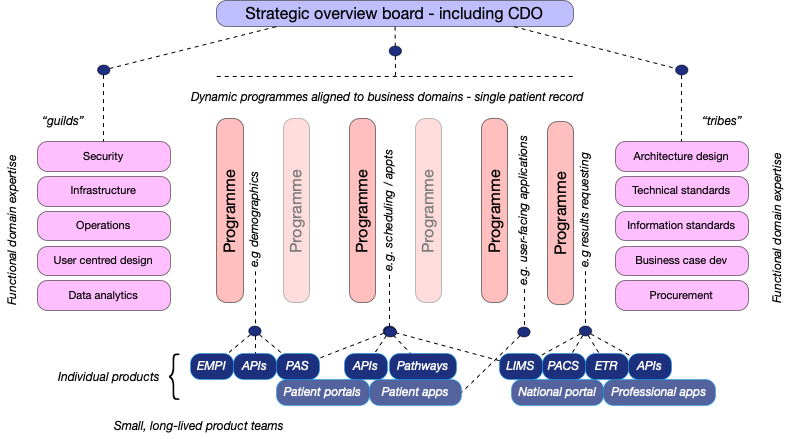 Strategic overview board - including CDO
Dynamic programmes aligned to business domains - single patient record
“guilds”
“tribes”
Functional domain expertise
Security
Infrastructure
Operations
User centred design
Data analytics
Programme
e.g demographics
Programme
Programme
e.g. scheduling / appts
Programme
Programme
e.g. user-facing applications
Programme
e.g results requesting
Architecture design
Technical standards
Information standards
Business case dev
Procurement
Functional domain expertise
Individual products
EMPI
APIs
PAS
APIs
Pathways
LIMS
PACS
ETR
APIs
Patient portals
Patient apps
National portal
Professional apps
Small, long-lived product teams